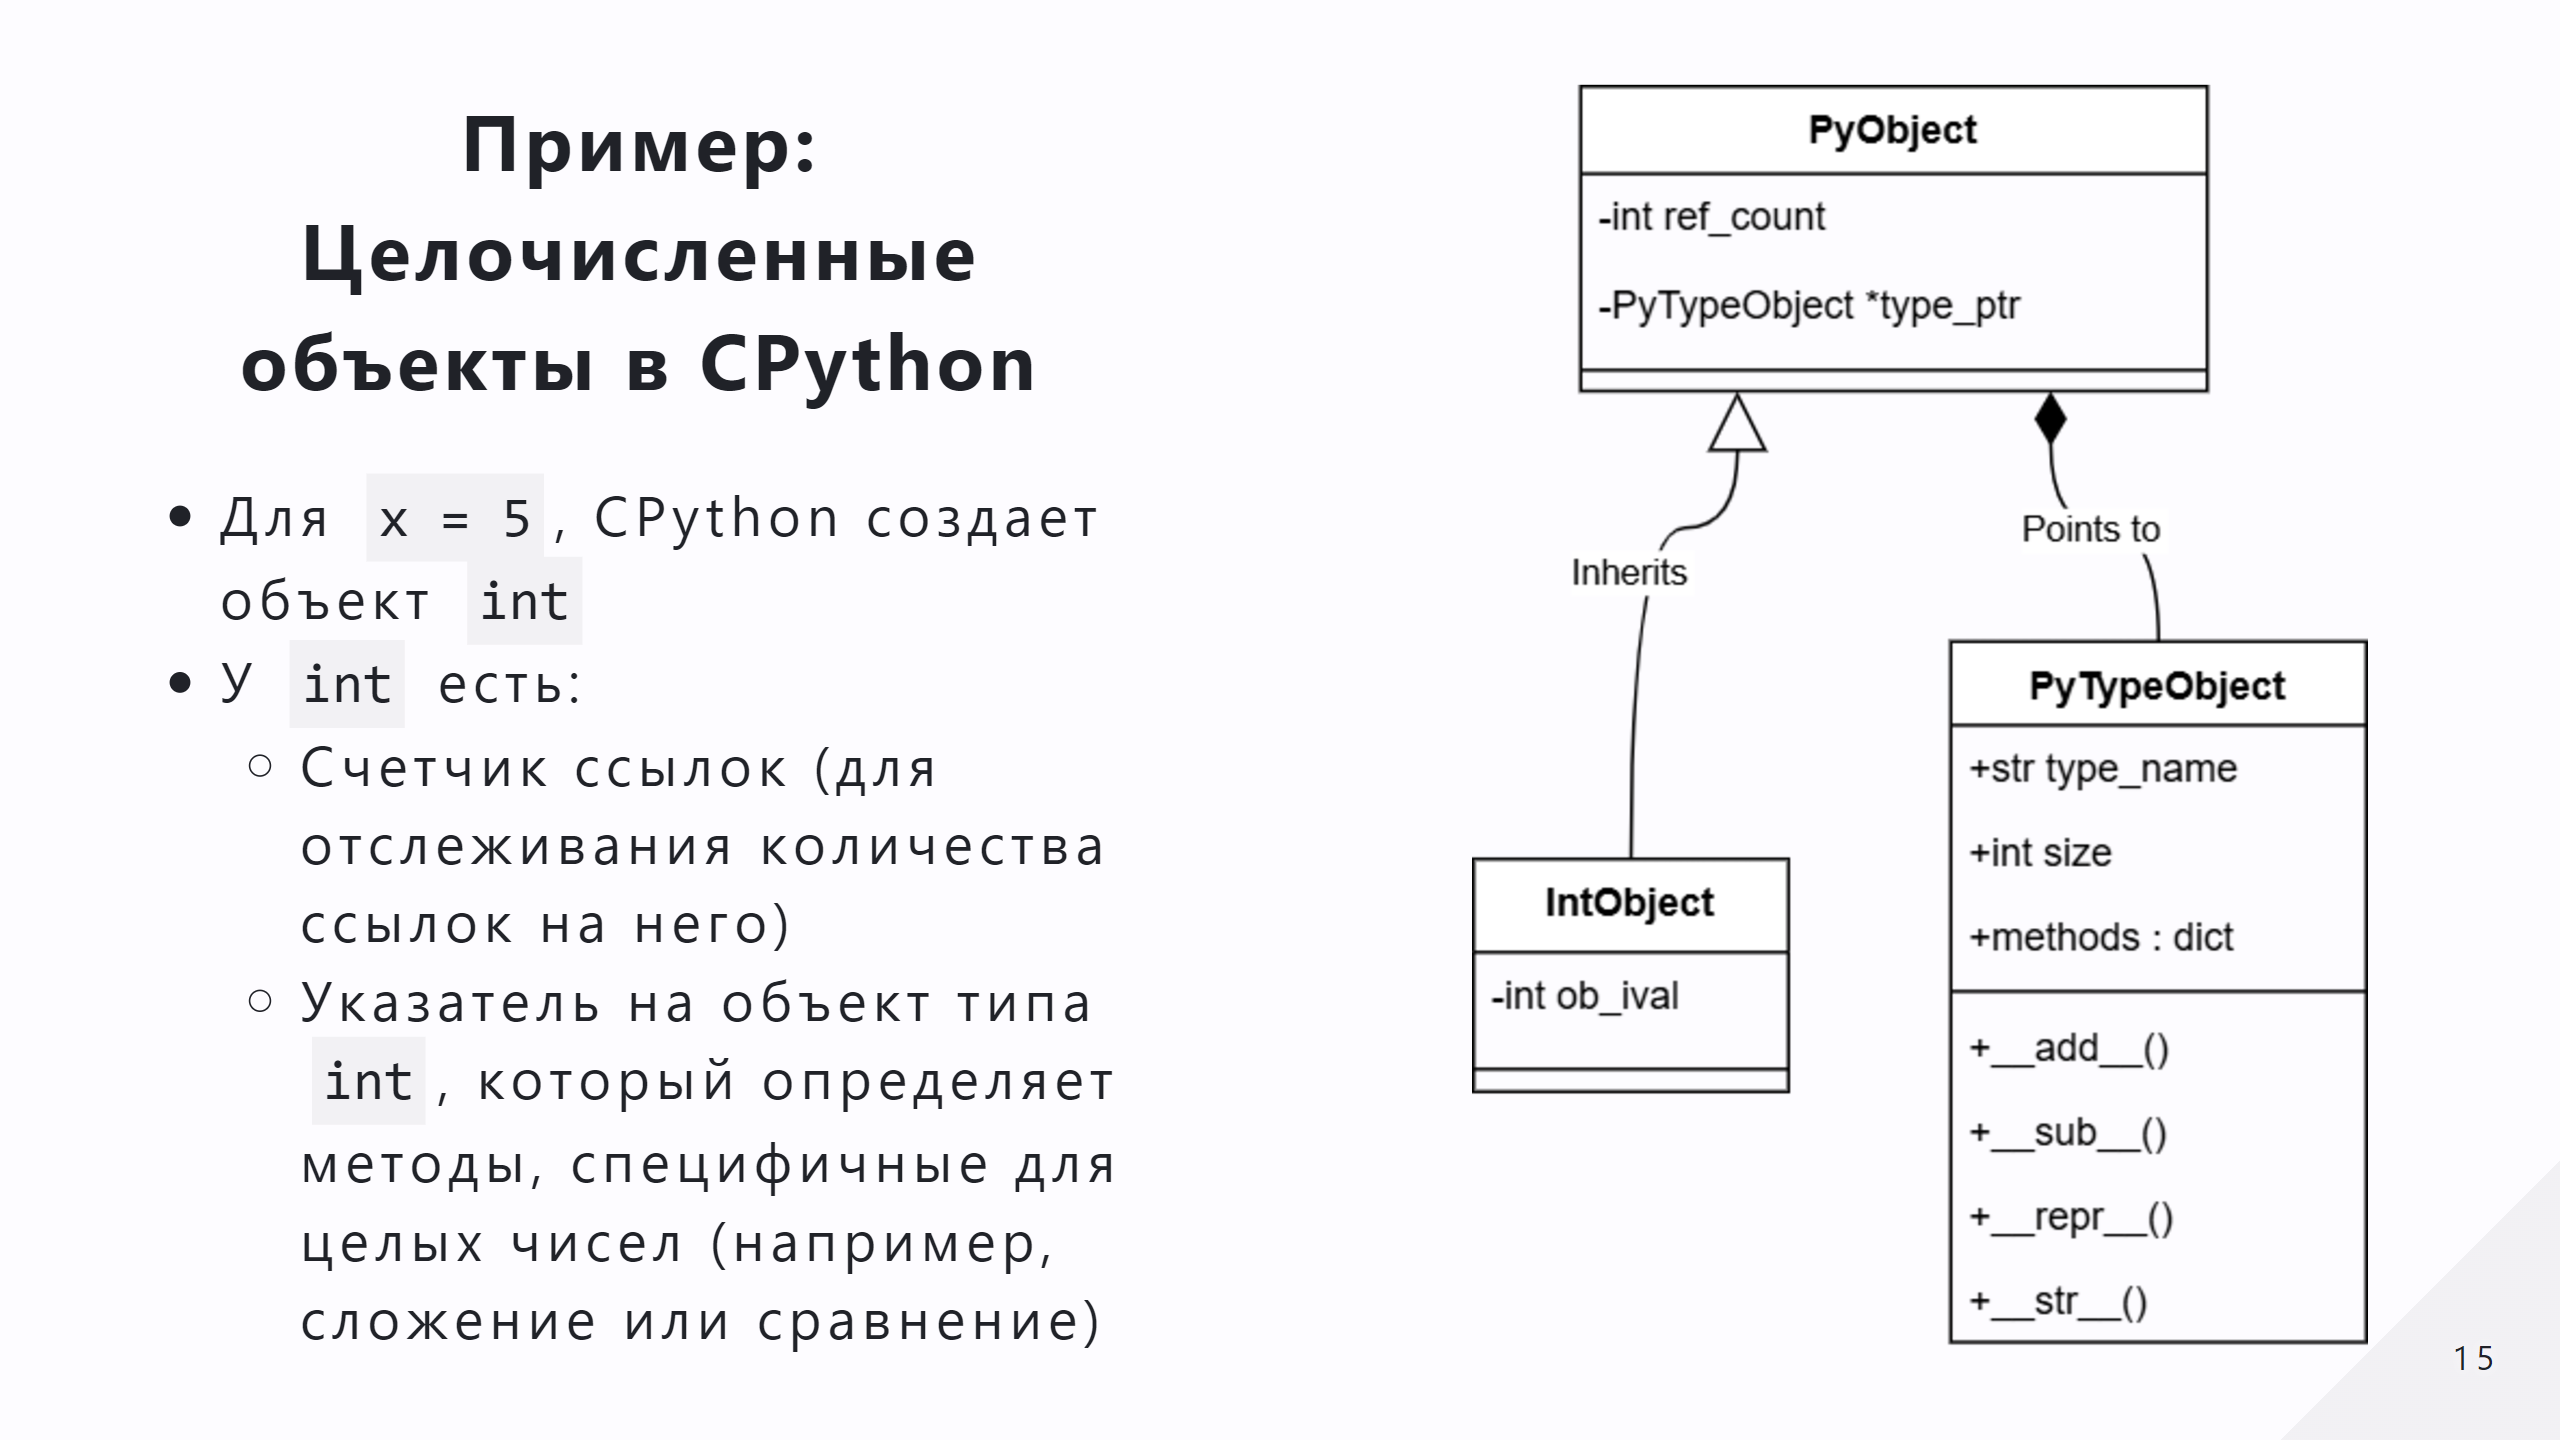 Пример:
Целочисленные
объекты в CPython
Для x = 5, CPython создает
объект int
У int есть:
Счетчик ссылок (для
отслеживания количества
ссылок на него)
Указатель на объект типа
int, который определяет
методы, специфичные для
целых чисел (например,
сложение или сравнение)
PyObject
-int ref_count
-PyTypeObject *type_ptr
Inherits
Points to
IntObject
-int ob_ival
PyTypeObject
+str type_name
+int size
+methods : dict
+__add__()
+__sub__()
+__repr__()
+__str__()
15